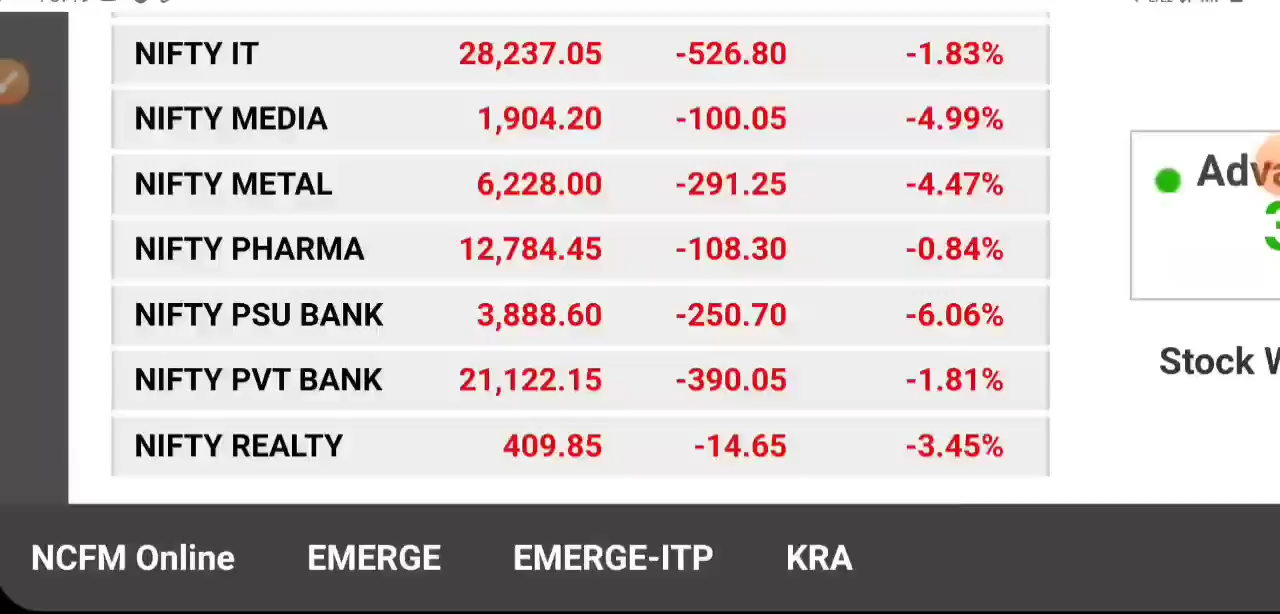 NIFTY IT 28,237.05 -526.80 -1.83%
NIFTY MEDIA 1,904.20 -100.05 -4.99%
NIFTY METAL 6,228.00 -291.25 -4.47%
NIFTY PHARMA 12,784.45 -108.30 -0.84%
NIFTY PSU BANK 3,888.60 -250.70 -6.06%
NIFTY PVT BANK 21,122.15 -390.05 -1.81%
NIFTY REALTY 409.85 -14.65 -3.45%
Stock
NCFM Online EMERGE EMERGE-ITP KRA